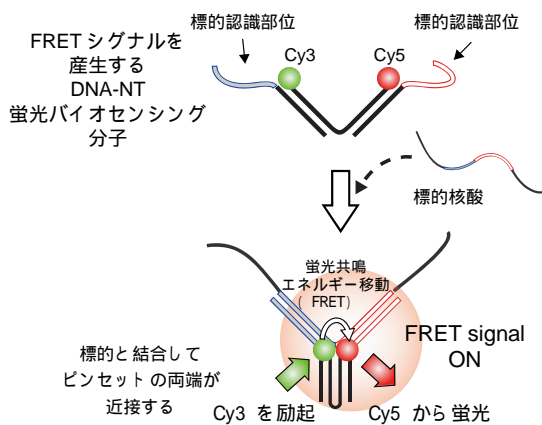 FRET シグナルを
産生する
DNA-NT
蛍光バイオセンシング
分子
標的認識部位
Cy3
Cy5
標的認識部位
標的核酸
蛍光共鳴
エネルギー移動
( FRET)
FRET signal
ON
標的と結合して
ピンセットの両端が
近接する
Cy3 を励起
Cy5 から蛍光